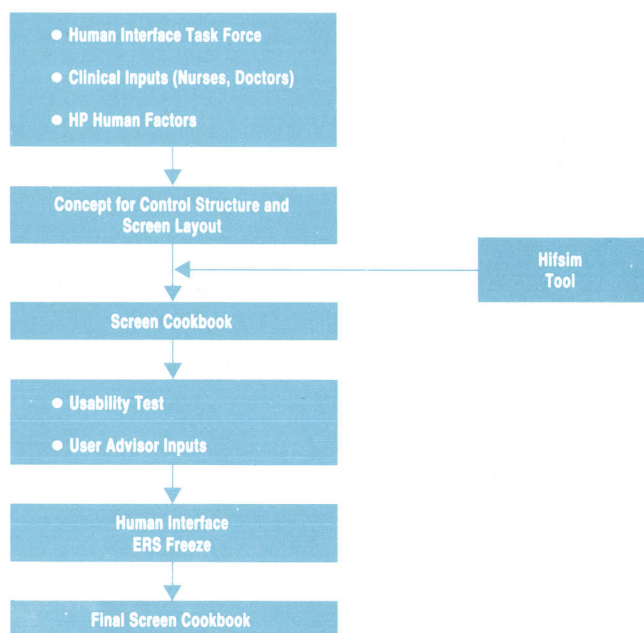 ● Human Interface Task Force
● Clinical Inputs (Nurses, Doctors)
● HP Human Factors
Concept for Control Structure and
Screen Layout
Hifsim
Tool
Screen Cookbook
● Usability Test
● User Advisor Inputs
Human Interface
ERS Freeze
Final Screen Cookbook